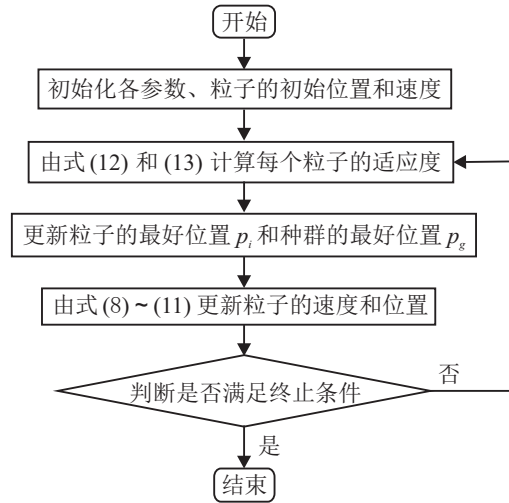 开始
初始化各参数、粒子的初始位置和速度
由式 (12) 和 (13) 计算每个粒子的适应度
更新粒子的最好位置 p_i 和种群的最好位置 p_g
由式 (8) ~ (11) 更新粒子的速度和位置
判断是否满足终止条件
否
是
结束